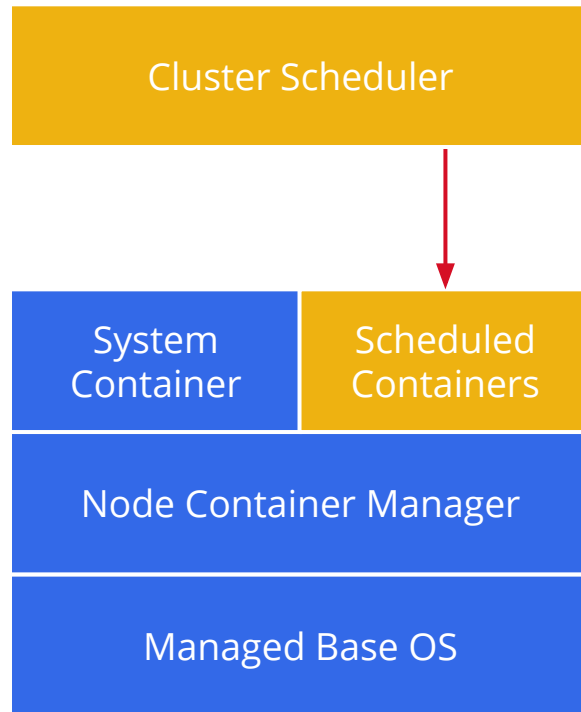 Cluster Scheduler
System
Container
Scheduled
Containers
Node Container Manager
Managed Base OS